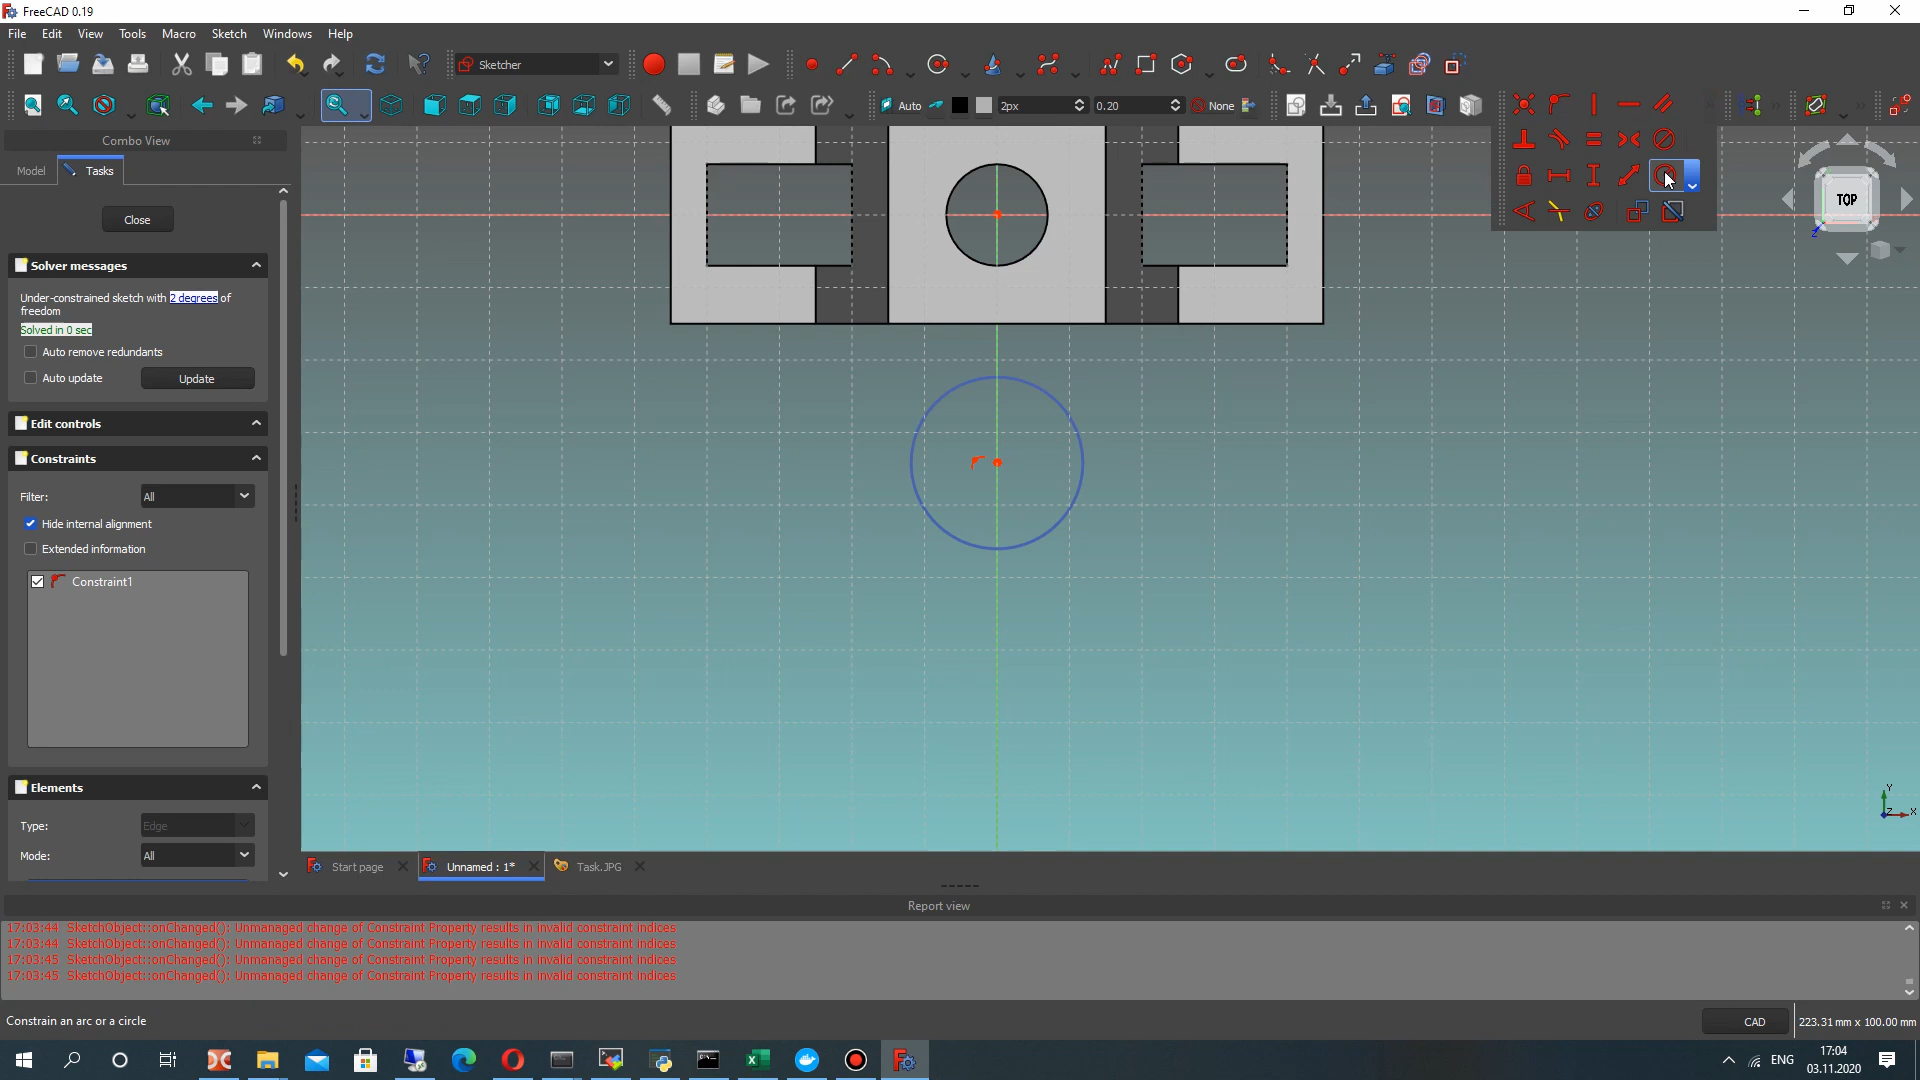 FreeCAD 0.19
File Edit View Tools Macro Sketch Windows Help
Sketcher
Auto 2px 0.20 None
Combo View
Model Tasks
Close
Solver messages
Under-constrained sketch with 2 degrees of
freedom
Solved in 0 sec
Auto remove redundants
Auto update Update
Edit controls
Constraints
Filter: All
Hide internal alignment
Extended information
Constraint1
Elements
Type: Edge
Mode: All
TOP
Z
Y
Z X
Start page Unnamed : 1* Task.JPG
Report view
17:03:44 SketchObject::onChanged(): Unmanaged change of Constraint Property results in invalid constraint indices
17:03:44 SketchObject::onChanged(): Unmanaged change of Constraint Property results in invalid constraint indices
17:03:45 SketchObject::onChanged(): Unmanaged change of Constraint Property results in invalid constraint indices
17:03:45 SketchObject::onChanged(): Unmanaged change of Constraint Property results in invalid constraint indices
Constrain an arc or a circle
CAD 223.31 mm x 100.00 mm
ENG 17:04
03.11.2020